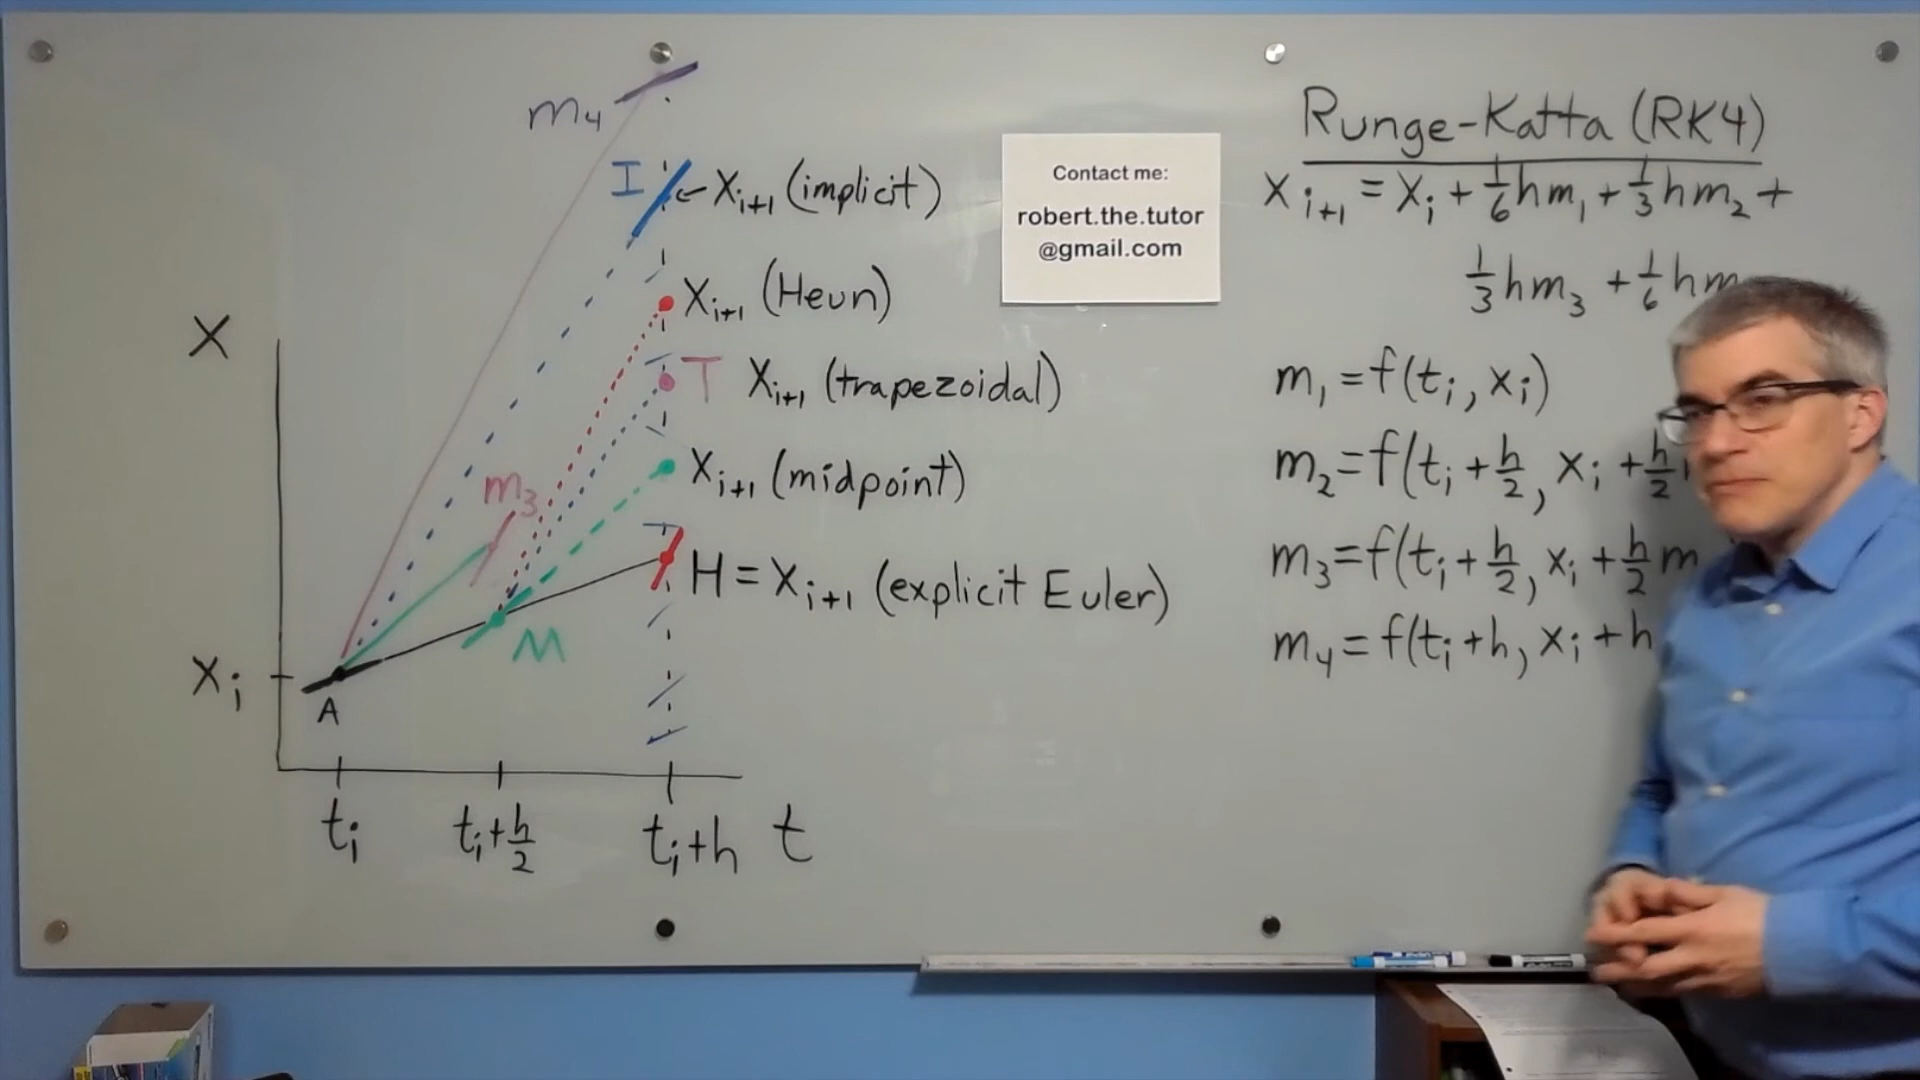 m₄
I
Xᵢ₊₁ (implicit)
Xᵢ₊₁ (Heun)
T Xᵢ₊₁ (trapezoidal)
Xᵢ₊₁ (midpoint)
m₃
H = Xᵢ₊₁ (explicit Euler)
M
X
Xᵢ
A
tᵢ
tᵢ+h/2
tᵢ+h
t
Contact me:
robert.the.tutor
@gmail.com
Runge-Katta (RK4)
Xᵢ₊₁ = Xᵢ + 1/6 hm₁ + 1/3 hm₂ +
1/3 hm₃ + 1/6 hm
m₁ = f(tᵢ, xᵢ)
m₂ = f(tᵢ + h/2, xᵢ + h/2
m₃ = f(tᵢ + h/2, xᵢ + h/2 m
m₄ = f(tᵢ + h, xᵢ + h